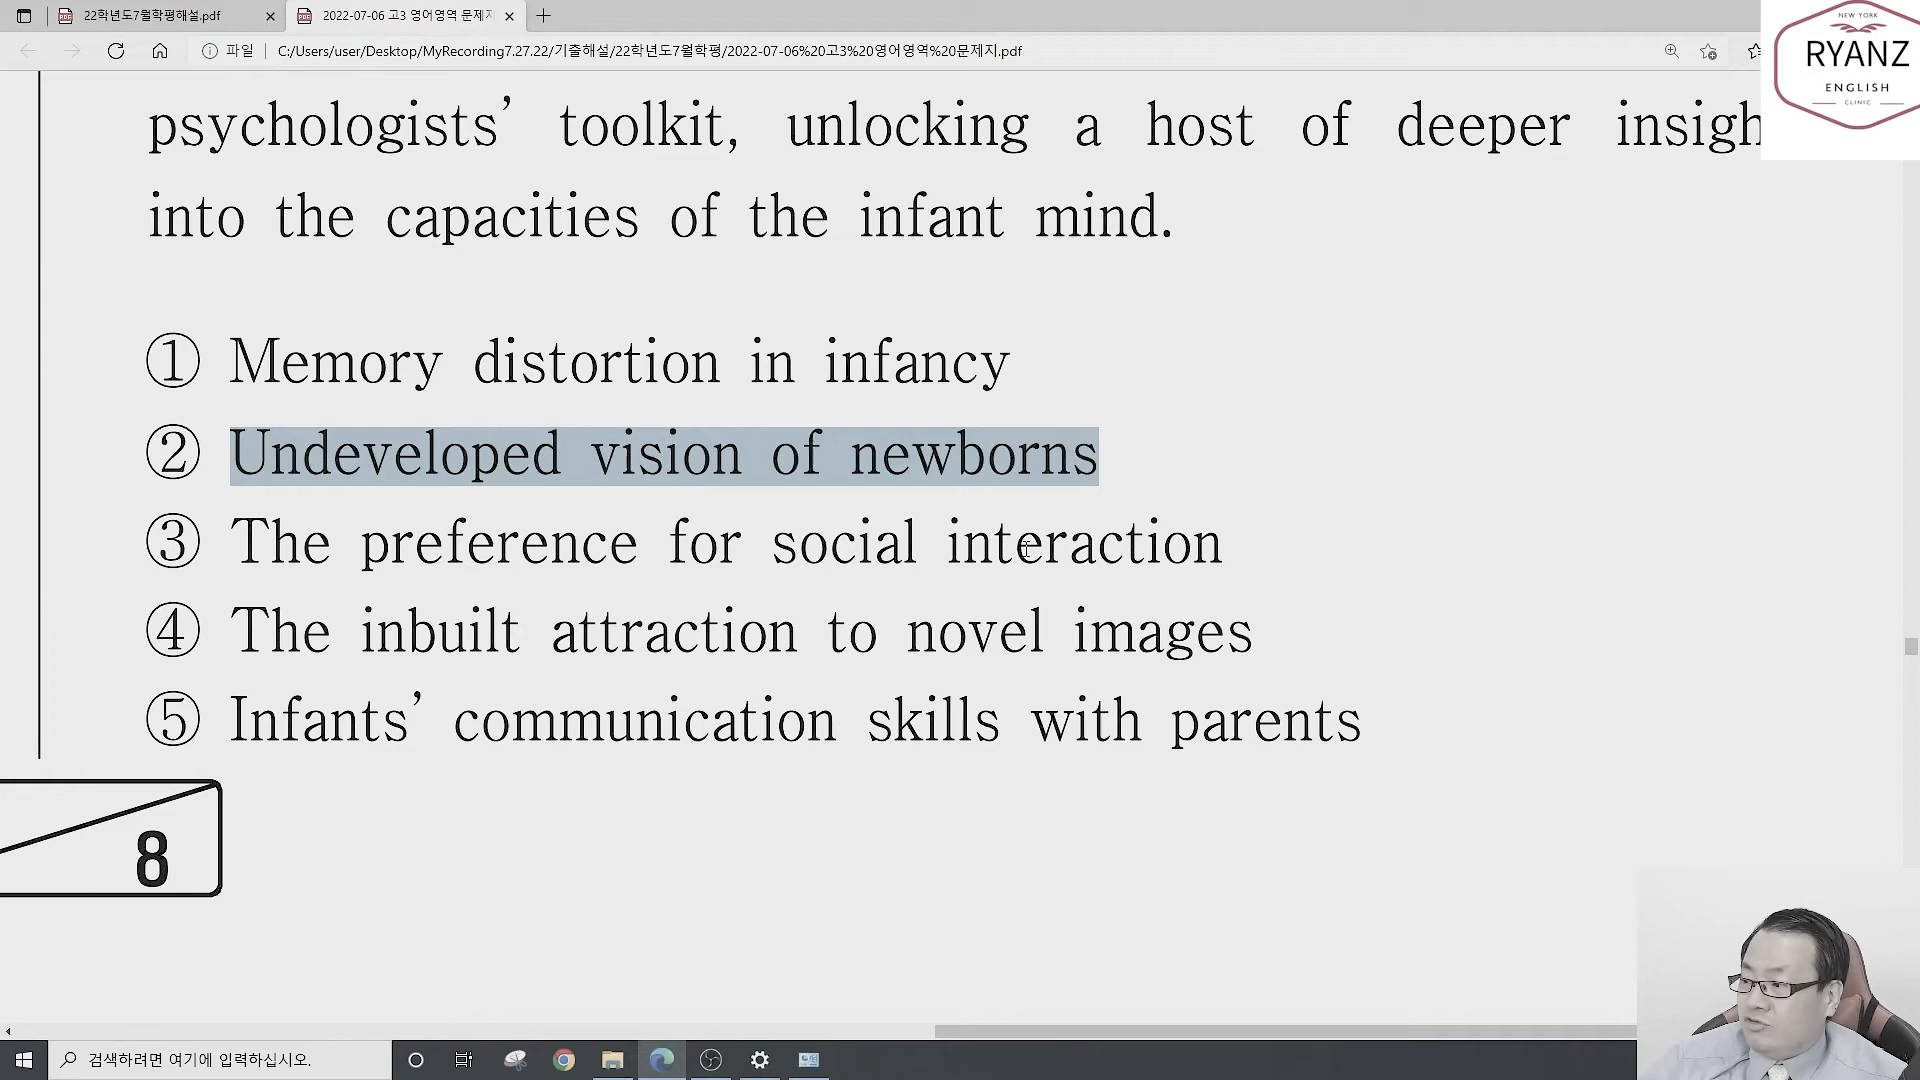 22학년도7월학평해설.pdf
2022-07-06 고3 영어영역 문제지
파일
C:/Users/user/Desktop/MyRecording7.27.22/기출해설/22학년도7월학평/2022-07-06%20고3%20영어영역%20문제지.pdf
NEW YORK
RYANZ
ENGLISH
CLINIC
psychologists' toolkit, unlocking a host of deeper insigh
into the capacities of the infant mind.
① Memory distortion in infancy
② Undeveloped vision of newborns
③ The preference for social interaction
④ The inbuilt attraction to novel images
⑤ Infants' communication skills with parents
8
검색하려면 여기에 입력하십시오.